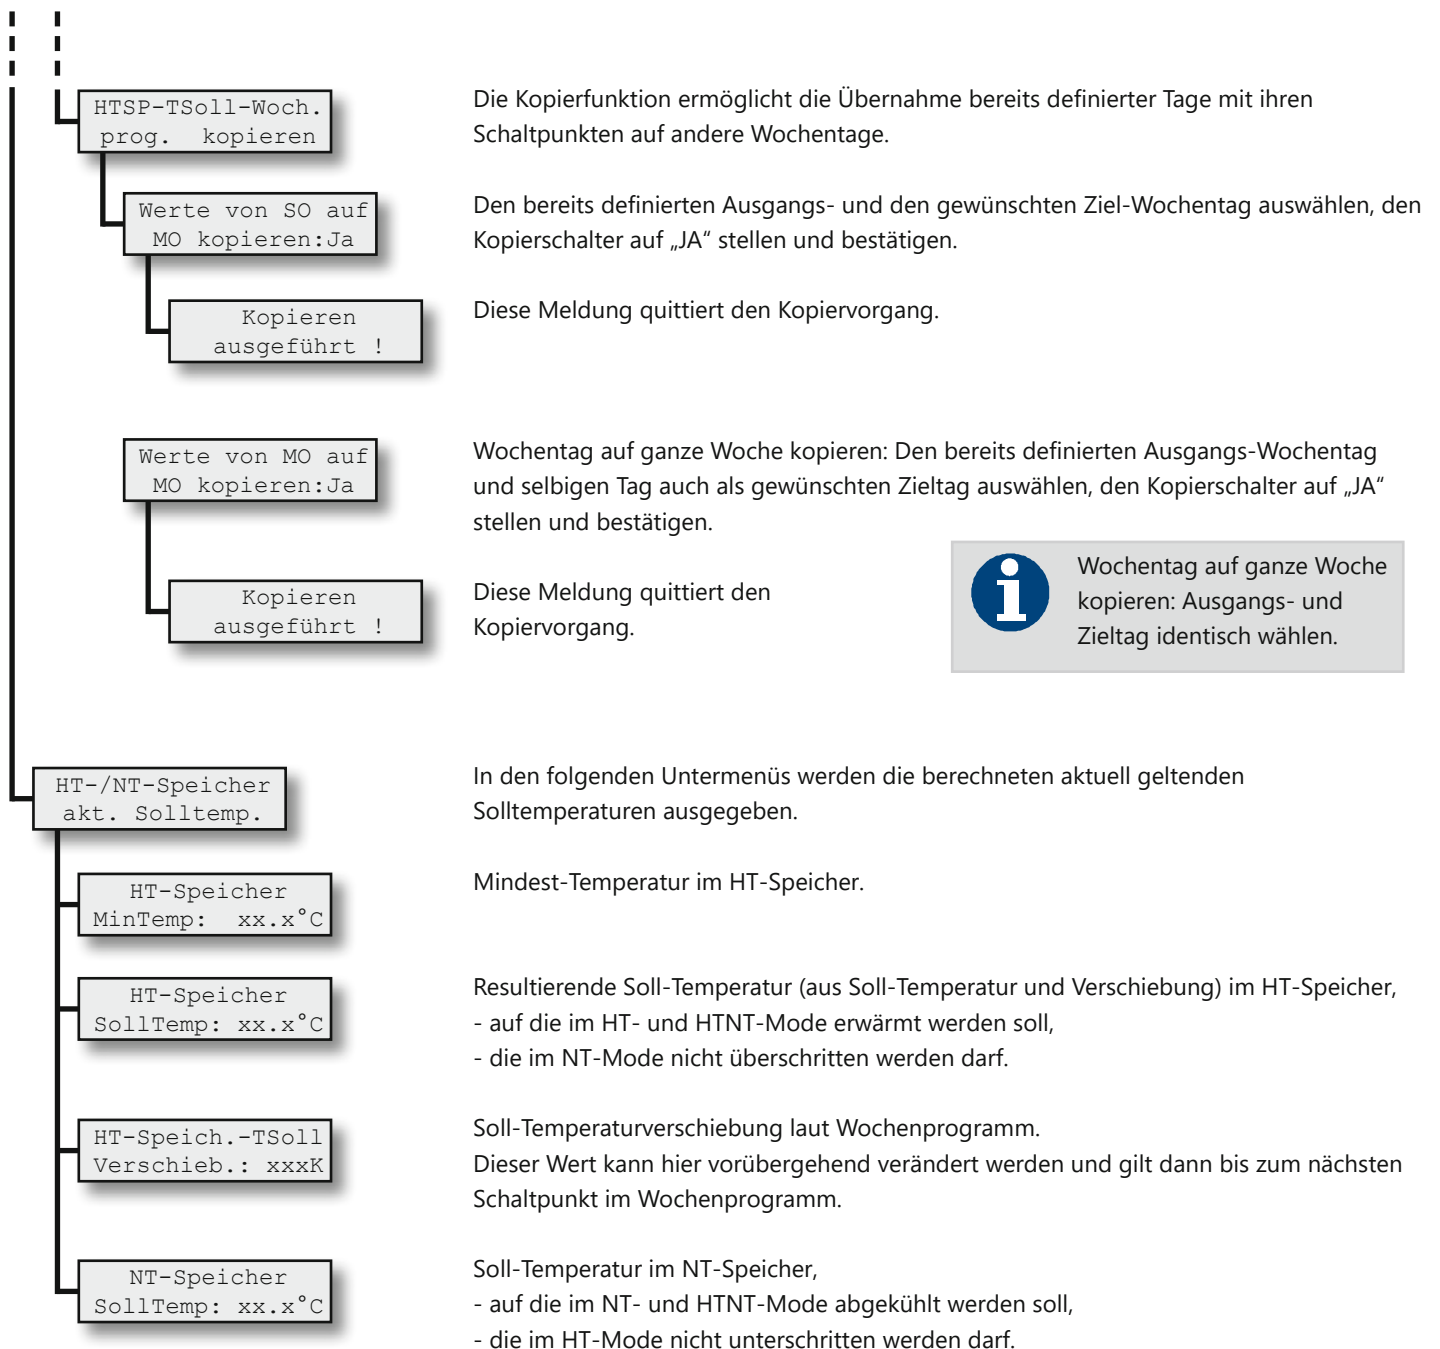 HTSP-TSoll-Woch.
prog. kopieren
Die Kopierfunktion ermöglicht die Übernahme bereits definierter Tage mit ihren
Schaltpunkten auf andere Wochentage.
Werte von SO auf
MO kopieren:Ja
Den bereits definierten Ausgangs- und den gewünschten Ziel-Wochentag auswählen, den
Kopierschalter auf „JA“ stellen und bestätigen.
Kopieren
ausgeführt !
Diese Meldung quittiert den Kopiervorgang.
Werte von MO auf
MO kopieren:Ja
Wochentag auf ganze Woche kopieren: Den bereits definierten Ausgangs-Wochentag
und selbigen Tag auch als gewünschten Zieltag auswählen, den Kopierschalter auf „JA“
stellen und bestätigen.
Kopieren
ausgeführt !
Diese Meldung quittiert den
Kopiervorgang.
Wochentag auf ganze Woche
kopieren: Ausgangs- und
Zieltag identisch wählen.
HT-/NT-Speicher
akt. Solltemp.
In den folgenden Untermenüs werden die berechneten aktuell geltenden
Solltemperaturen ausgegeben.
HT-Speicher
MinTemp: xx.x°C
Mindest-Temperatur im HT-Speicher.
HT-Speicher
SollTemp: xx.x°C
Resultierende Soll-Temperatur (aus Soll-Temperatur und Verschiebung) im HT-Speicher,
- auf die im HT- und HTNT-Mode erwärmt werden soll,
- die im NT-Mode nicht überschritten werden darf.
HT-Speich.-TSoll
Verschieb.: xxxK
Soll-Temperaturverschiebung laut Wochenprogramm.
Dieser Wert kann hier vorübergehend verändert werden und gilt dann bis zum nächsten
Schaltpunkt im Wochenprogramm.
NT-Speicher
SollTemp: xx.x°C
Soll-Temperatur im NT-Speicher,
- auf die im NT- und HTNT-Mode abgekühlt werden soll,
- die im HT-Mode nicht unterschritten werden darf.